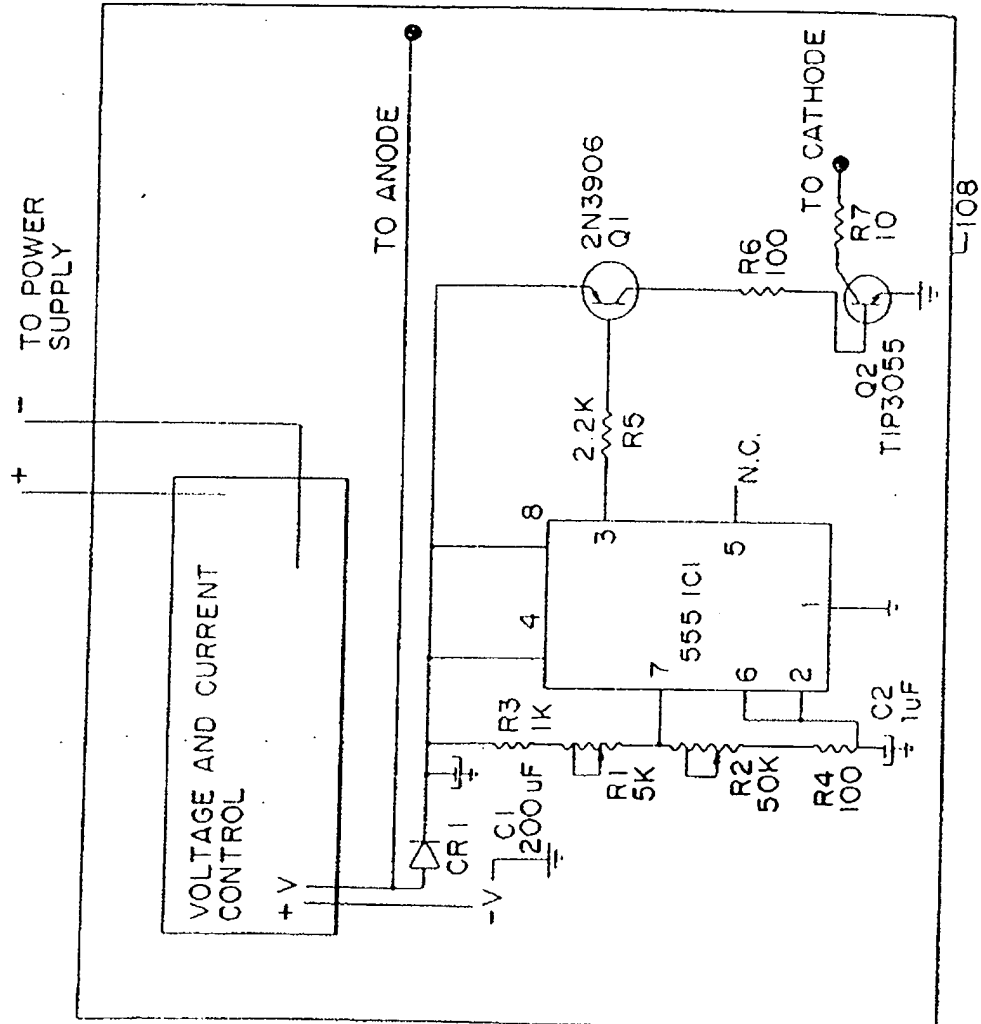 TO POWER
SUPPLY
+
-
VOLTAGE AND CURRENT
CONTROL
+ V
- V
TO ANODE
CR1
C1
200uF
R3
1K
R1
5K
R2
50K
R4
100
C2
1uF
4
8
7
3
555 IC1
6
5
2
1
N.C.
2.2K
R5
2N3906
Q1
R6
100
TO CATHODE
R7
10
Q2
TIP3055
108